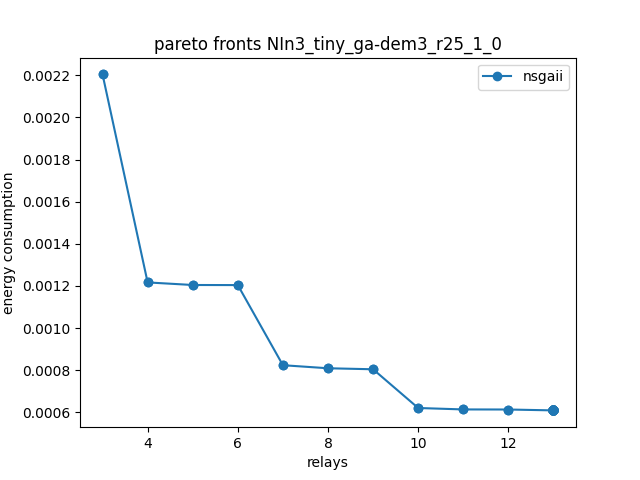 pareto fronts NIn3_tiny_ga-dem3_r25_1_0
nsgaii
energy consumption
0.0022
0.0020
0.0018
0.0016
0.0014
0.0012
0.0010
0.0008
0.0006
4 6 8 10 12
relays